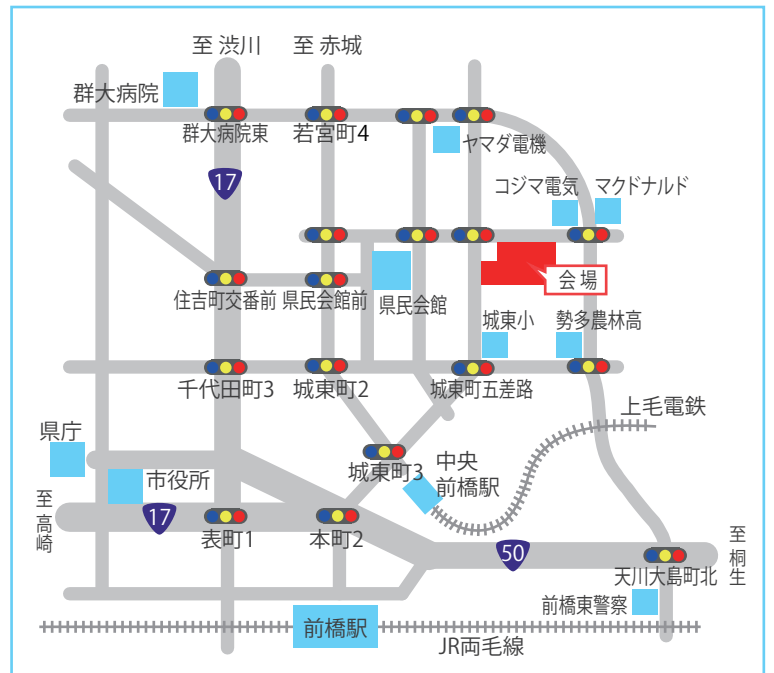 至 渋川
至 赤城
群大病院
群大病院東
若宮町4
ヤマダ電機
17
コジマ電気
マクドナルド
会 場
住吉町交番前
県民会館前
県民会館
城東小
勢多農林高
千代田町3
城東町2
城東町五差路
上毛電鉄
県庁
城東町3
中央
前橋駅
市役所
至高崎
17
表町1
本町2
50
至桐生
天川大島町北
前橋東警察
前橋駅
JR両毛線